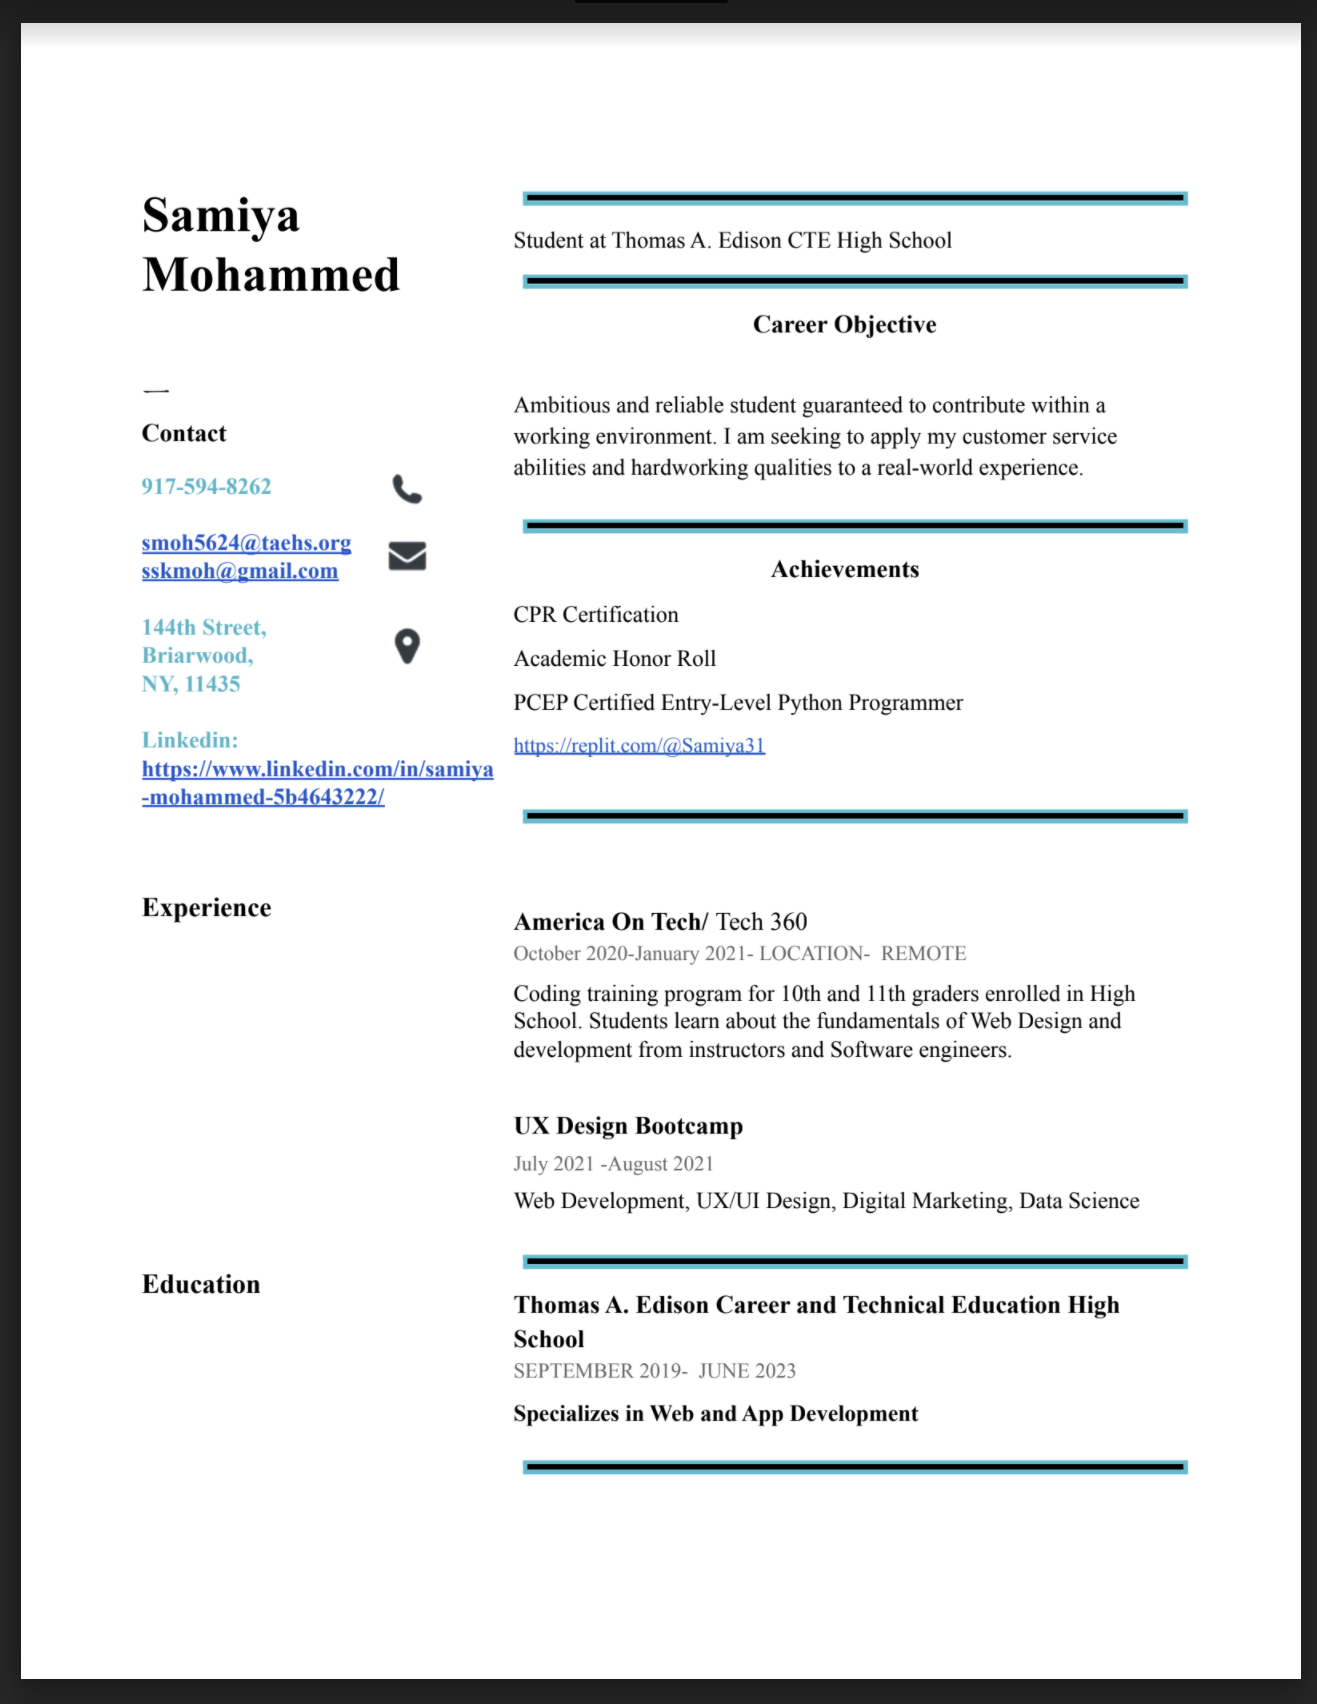 Samiya
Mohammed
—
Contact
917-594-8262
smoh5624@taehs.org
sskmoh@gmail.com
144th Street,
Briarwood,
NY, 11435
Linkedin:
https://www.linkedin.com/in/samiya
-mohammed-5b4643222/
Student at Thomas A. Edison CTE High School
Career Objective
Ambitious and reliable student guaranteed to contribute within a
working environment. I am seeking to apply my customer service
abilities and hardworking qualities to a real-world experience.
Achievements
CPR Certification
Academic Honor Roll
PCEP Certified Entry-Level Python Programmer
https://replit.com/@Samiya31
Experience
America On Tech/ Tech 360
October 2020-January 2021- LOCATION-  REMOTE
Coding training program for 10th and 11th graders enrolled in High
School. Students learn about the fundamentals of Web Design and
development from instructors and Software engineers.
UX Design Bootcamp
July 2021 -August 2021
Web Development, UX/UI Design, Digital Marketing, Data Science
Education
Thomas A. Edison Career and Technical Education High
School
SEPTEMBER 2019-  JUNE 2023
Specializes in Web and App Development